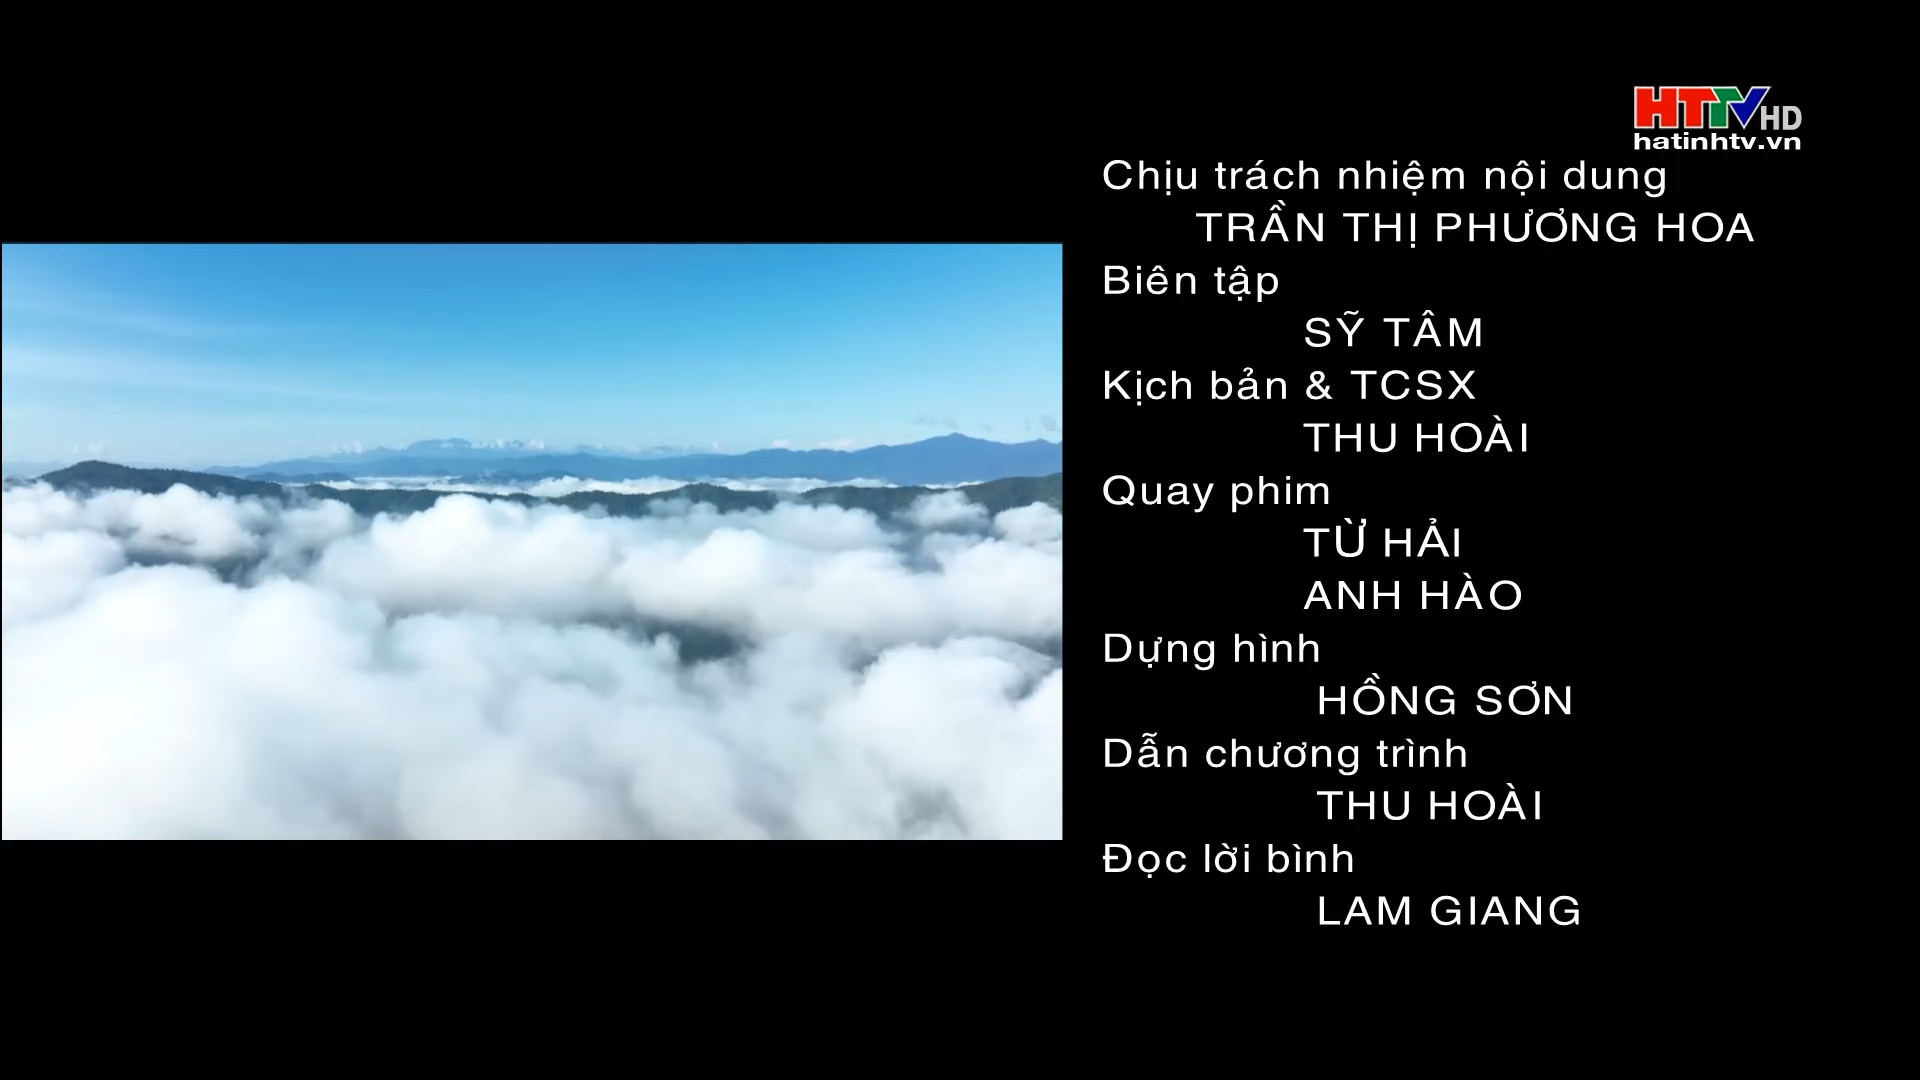 HTTV HD
hatinhtv.vn
Chịu trách nhiệm nội dung
TRẦN THỊ PHƯƠNG HOA
Biên tập
SỸ TÂM
Kịch bản & TCSX
THU HOÀI
Quay phim
TỪ HẢI
ANH HÀO
Dựng hình
HỒNG SƠN
Dẫn chương trình
THU HOÀI
Đọc lời bình
LAM GIANG